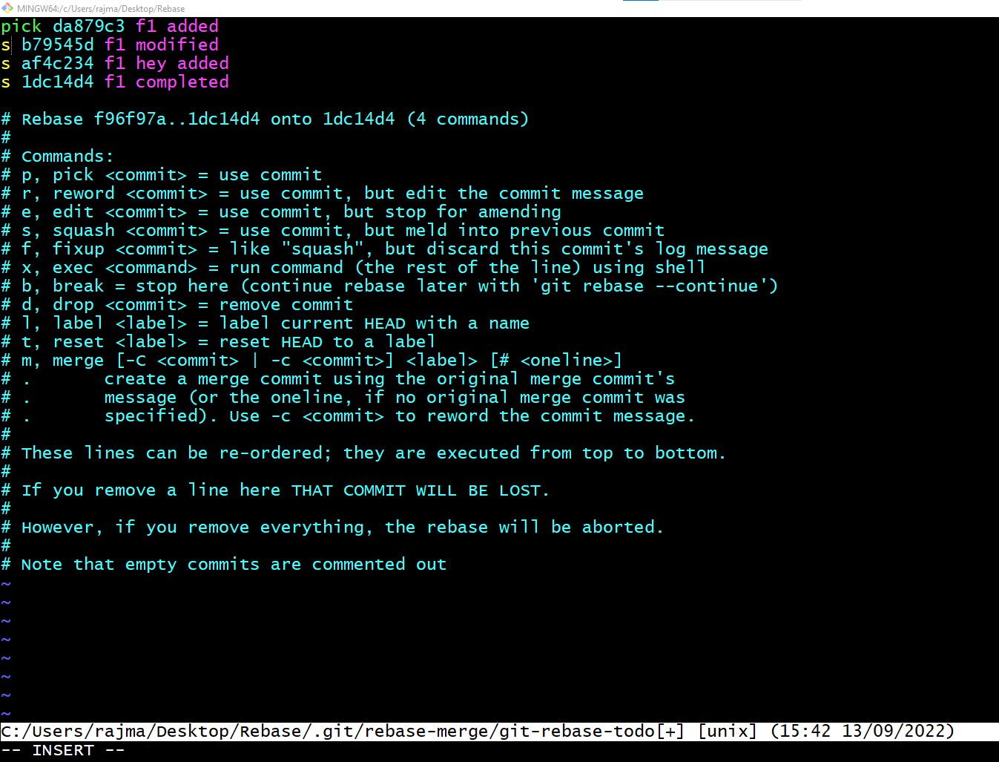 MINGW64:/c/Users/rajma/Desktop/Rebase
pick da879c3 f1 added
s b79545d f1 modified
s af4c234 f1 hey added
s 1dc14d4 f1 completed

# Rebase f96f97a..1dc14d4 onto 1dc14d4 (4 commands)
#
# Commands:
# p, pick <commit> = use commit
# r, reword <commit> = use commit, but edit the commit message
# e, edit <commit> = use commit, but stop for amending
# s, squash <commit> = use commit, but meld into previous commit
# f, fixup <commit> = like "squash", but discard this commit's log message
# x, exec <command> = run command (the rest of the line) using shell
# b, break = stop here (continue rebase later with 'git rebase --continue')
# d, drop <commit> = remove commit
# l, label <label> = label current HEAD with a name
# t, reset <label> = reset HEAD to a label
# m, merge [-C <commit> | -c <commit>] <label> [# <oneline>]
# .       create a merge commit using the original merge commit's
# .       message (or the oneline, if no original merge commit was
# .       specified). Use -c <commit> to reword the commit message.
#
# These lines can be re-ordered; they are executed from top to bottom.
#
# If you remove a line here THAT COMMIT WILL BE LOST.
#
# However, if you remove everything, the rebase will be aborted.
#
# Note that empty commits are commented out
~
~
~
~
~
~
~
~
C:/Users/rajma/Desktop/Rebase/.git/rebase-merge/git-rebase-todo[+] [unix] (15:42 13/09/2022)
-- INSERT --